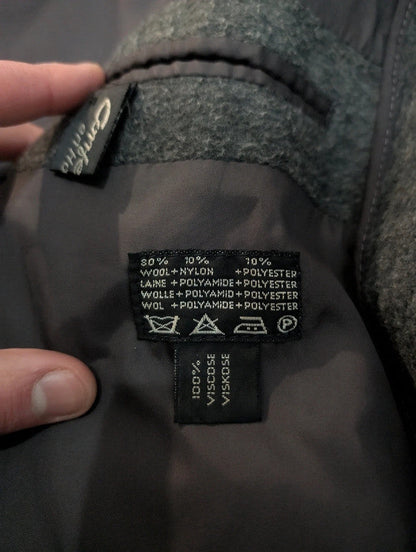 80% 10% 10%
WOOL+NYLON +POLYESTER
LAINE+POLYAMIDE+POLYESTER
WOLLE+POLYAMID+POLYESTER
WOL +POLYAMIDE+POLYESTER
P
100%
VISCOSE
VISKOSE